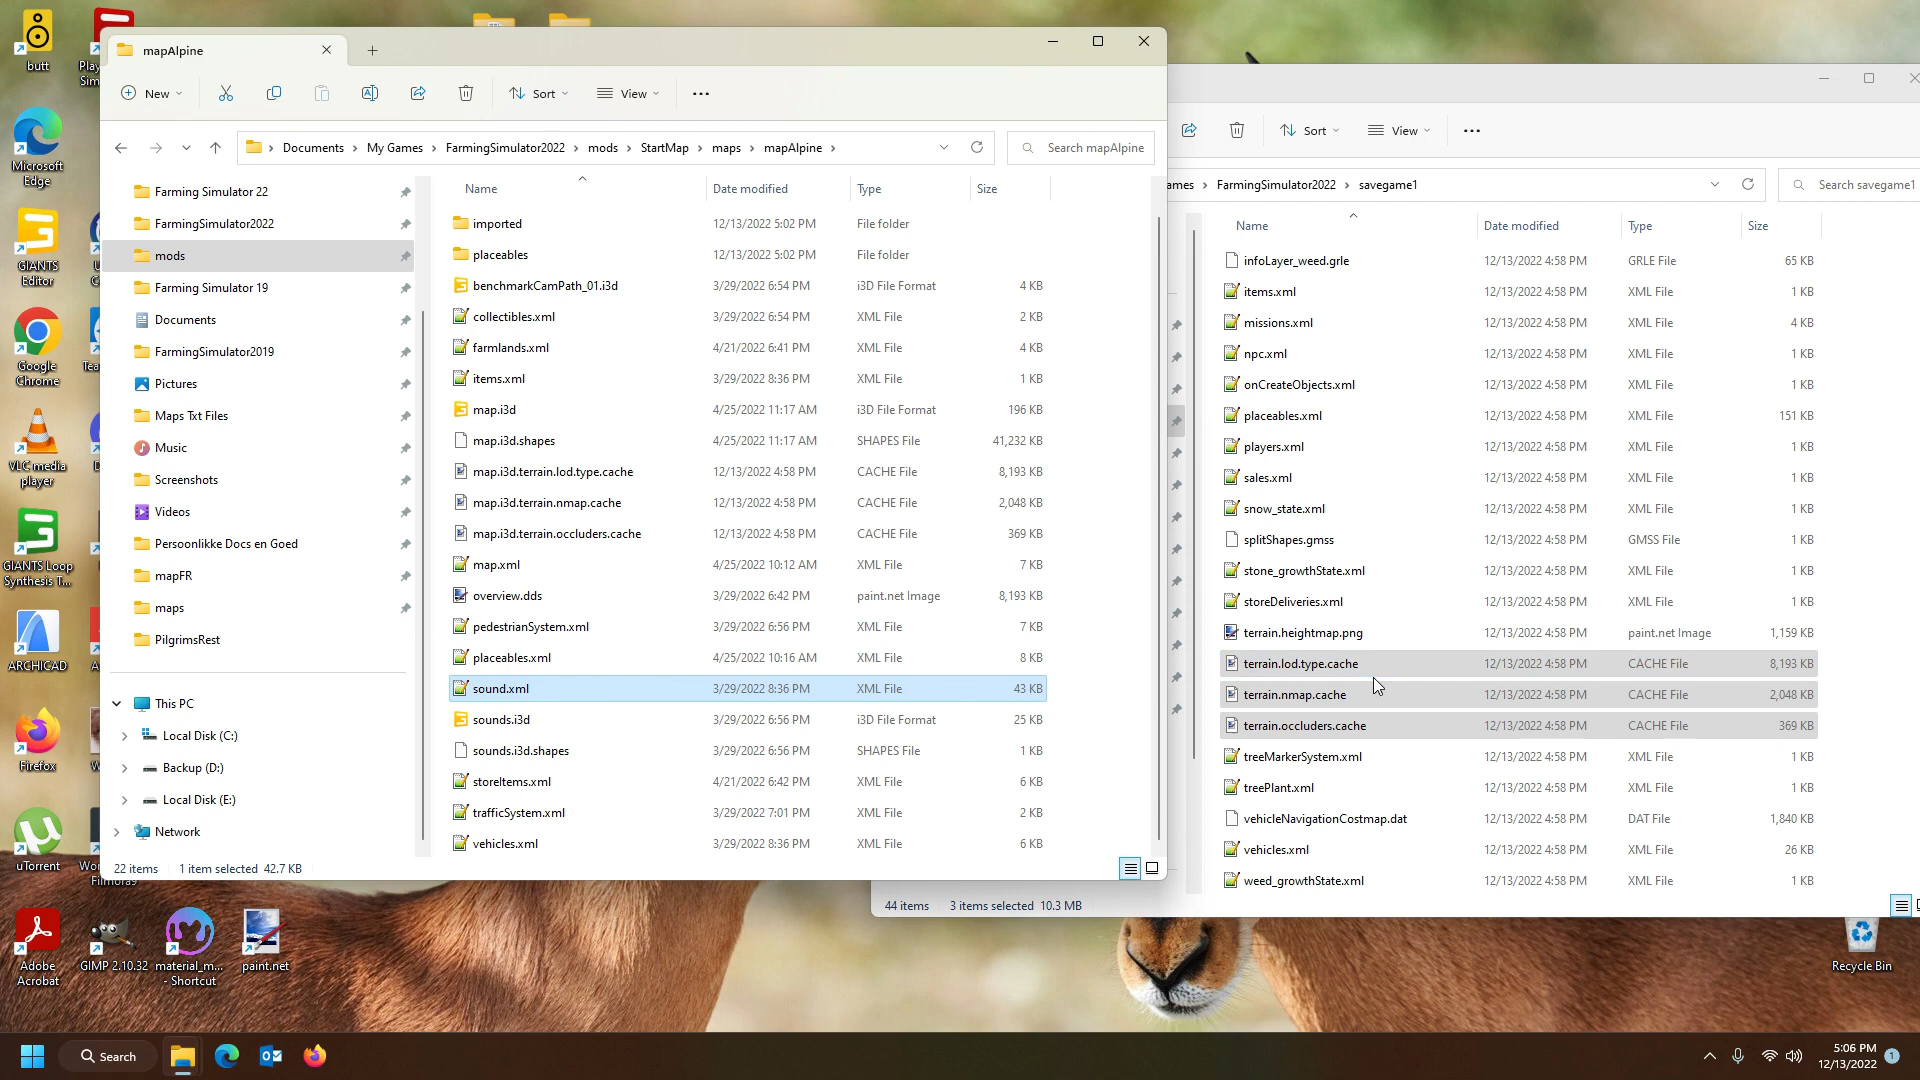 butt
Microsoft
Edge
GIANTS
Editor
Google
Chrome
VLC media
player
GIANTS Loop
Synthesis T...
ARCHICAD
Firefox
uTorrent
Adobe
Acrobat
GIMP 2.10.32
material_m...
- Shortcut
paint.net
Recycle Bin
mapAlpine
New
Sort
View
Documents
My Games
FarmingSimulator2022
mods
StartMap
maps
mapAlpine
Search mapAlpine
Farming Simulator 22
FarmingSimulator2022
mods
Farming Simulator 19
Documents
FarmingSimulator2019
Pictures
Maps Txt Files
Music
Screenshots
Videos
Persoonlikke Docs en Goed
mapFR
maps
PilgrimsRest
This PC
Local Disk (C:)
Backup (D:)
Local Disk (E:)
Network
Name Date modified Type Size
imported 12/13/2022 5:02 PM File folder
placeables 12/13/2022 5:02 PM File folder
benchmarkCamPath_01.i3d 3/29/2022 6:54 PM i3D File Format 4 KB
collectibles.xml 3/29/2022 6:54 PM XML File 2 KB
farmlands.xml 4/21/2022 6:41 PM XML File 4 KB
items.xml 3/29/2022 8:36 PM XML File 1 KB
map.i3d 4/25/2022 11:17 AM i3D File Format 196 KB
map.i3d.shapes 4/25/2022 11:17 AM SHAPES File 41,232 KB
map.i3d.terrain.lod.type.cache 12/13/2022 4:58 PM CACHE File 8,193 KB
map.i3d.terrain.nmap.cache 12/13/2022 4:58 PM CACHE File 2,048 KB
map.i3d.terrain.occluders.cache 12/13/2022 4:58 PM CACHE File 369 KB
map.xml 4/25/2022 10:12 AM XML File 7 KB
overview.dds 3/29/2022 6:42 PM paint.net Image 8,193 KB
pedestrianSystem.xml 3/29/2022 6:56 PM XML File 7 KB
placeables.xml 4/25/2022 10:16 AM XML File 8 KB
sound.xml 3/29/2022 8:36 PM XML File 43 KB
sounds.i3d 3/29/2022 6:56 PM i3D File Format 25 KB
sounds.i3d.shapes 3/29/2022 6:56 PM SHAPES File 1 KB
storeItems.xml 4/21/2022 6:42 PM XML File 6 KB
trafficSystem.xml 3/29/2022 7:01 PM XML File 2 KB
vehicles.xml 3/29/2022 8:36 PM XML File 6 KB
22 items 1 item selected 42.7 KB
Sort
View
FarmingSimulator2022
savegame1
Search savegame1
Name Date modified Type Size
infoLayer_weed.grle 12/13/2022 4:58 PM GRLE File 65 KB
items.xml 12/13/2022 4:58 PM XML File 1 KB
missions.xml 12/13/2022 4:58 PM XML File 4 KB
npc.xml 12/13/2022 4:58 PM XML File 1 KB
onCreateObjects.xml 12/13/2022 4:58 PM XML File 1 KB
placeables.xml 12/13/2022 4:58 PM XML File 151 KB
players.xml 12/13/2022 4:58 PM XML File 1 KB
sales.xml 12/13/2022 4:58 PM XML File 1 KB
snow_state.xml 12/13/2022 4:58 PM XML File 1 KB
splitShapes.gmss 12/13/2022 4:58 PM GMSS File 1 KB
stone_growthState.xml 12/13/2022 4:58 PM XML File 1 KB
storeDeliveries.xml 12/13/2022 4:58 PM XML File 1 KB
terrain.heightmap.png 12/13/2022 4:58 PM paint.net Image 1,159 KB
terrain.lod.type.cache 12/13/2022 4:58 PM CACHE File 8,193 KB
terrain.nmap.cache 12/13/2022 4:58 PM CACHE File 2,048 KB
terrain.occluders.cache 12/13/2022 4:58 PM CACHE File 369 KB
treeMarkerSystem.xml 12/13/2022 4:58 PM XML File 1 KB
treePlant.xml 12/13/2022 4:58 PM XML File 1 KB
vehicleNavigationCostmap.dat 12/13/2022 4:58 PM DAT File 1,840 KB
vehicles.xml 12/13/2022 4:58 PM XML File 26 KB
weed_growthState.xml 12/13/2022 4:58 PM XML File 1 KB
44 items 3 items selected 10.3 MB
Search
5:06 PM
12/13/2022
1